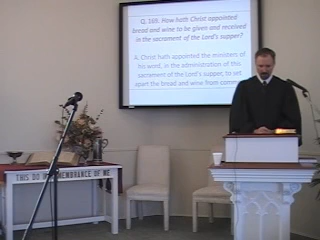 Q. 169. How hath Christ appointed
bread and wine to be given and received
in the sacrament of the Lord's supper?
A. Christ hath appointed the ministers of
his word, in the administration of this
sacrament of the Lord's supper, to set
apart the bread and wine from
THIS DO IN REMEMBRANCE OF ME